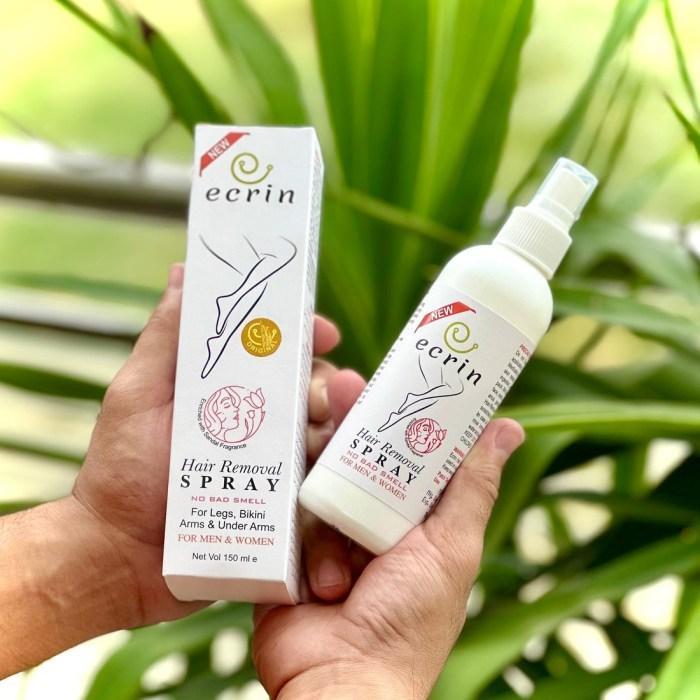 NEW
ecrin
ORIGINAL
Enriched with Sandal Fragrance
Hair Removal
SPRAY
NO BAD SMELL
For Legs, Bikini
Arms & Under Arms
FOR MEN & WOMEN
Net Vol 150 ml e
NEW
ecrin
Hair Removal
SPRAY
NO BAD SMELL
FOR MEN & WOMEN